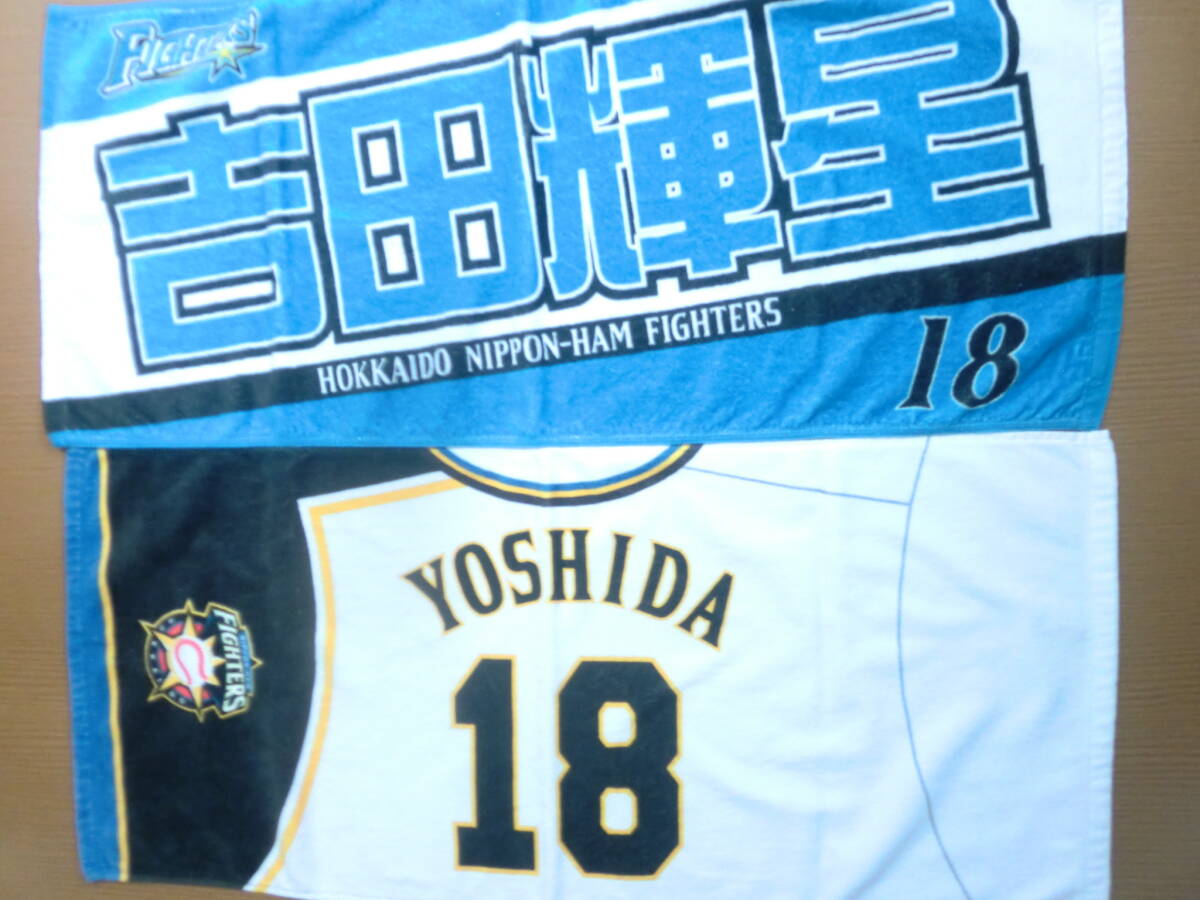 FIGHTERS
吉田輝星
HOKKAIDO NIPPON-HAM FIGHTERS
18
YOSHIDA
18
FIGHTERS